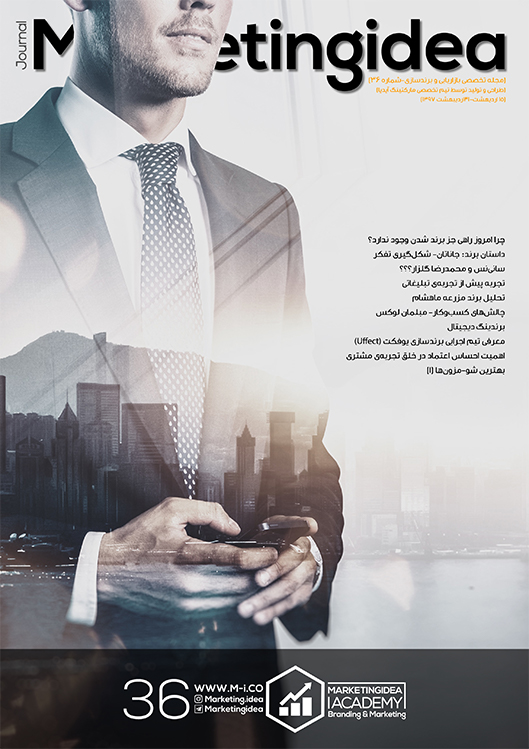 Journal
Marketingidea
(مجله تخصصی بازاریابی و برندسازی-شماره ۳۶)
(طراحی و تولید توسط تیم تخصصی مارکتینگ آیدیا)
چرا امروز راهی جز برند شدن وجود ندارد؟
داستان برند: جاناتان- شکل‌گیری تفکر
سانی‌نس و محمدرضا گلزار؟؟؟
تجربه پیش از تجربه‌ی تبلیغاتی
تحلیل برند مزرعه ماهشام
چالش‌های کسب‌وکار- مبلمان لوکس
برندینگ دیجیتال
معرفی تیم اجرایی برندسازی یوفکت (Uffect)
اهمیت احساس اعتماد در خلق تجربه‌ی مشتری
بهترین شو-مزون‌ها (۱)
36
WWW.M-i.CO
Marketing.idea
Marketingidea
MARKETINGIDEA
ACADEMY
Branding & Marketing